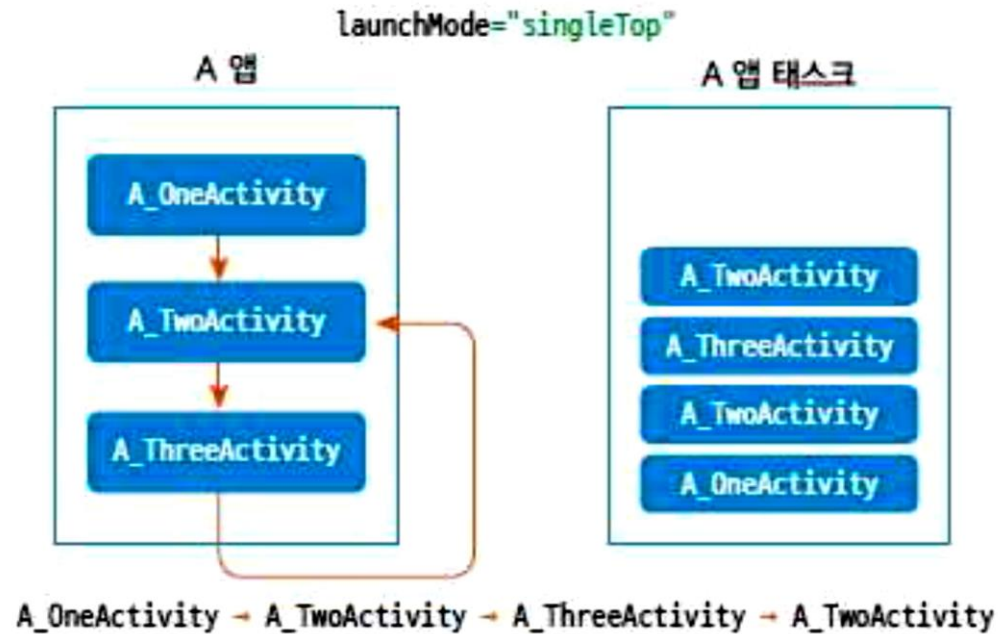 launchMode="singleTop"
A 앱
A_OneActivity
A_TwoActivity
A_ThreeActivity
A 앱 태스크
A_TwoActivity
A_ThreeActivity
A_TwoActivity
A_OneActivity
A_OneActivity → A_TwoActivity → A_ThreeActivity → A_TwoActivity